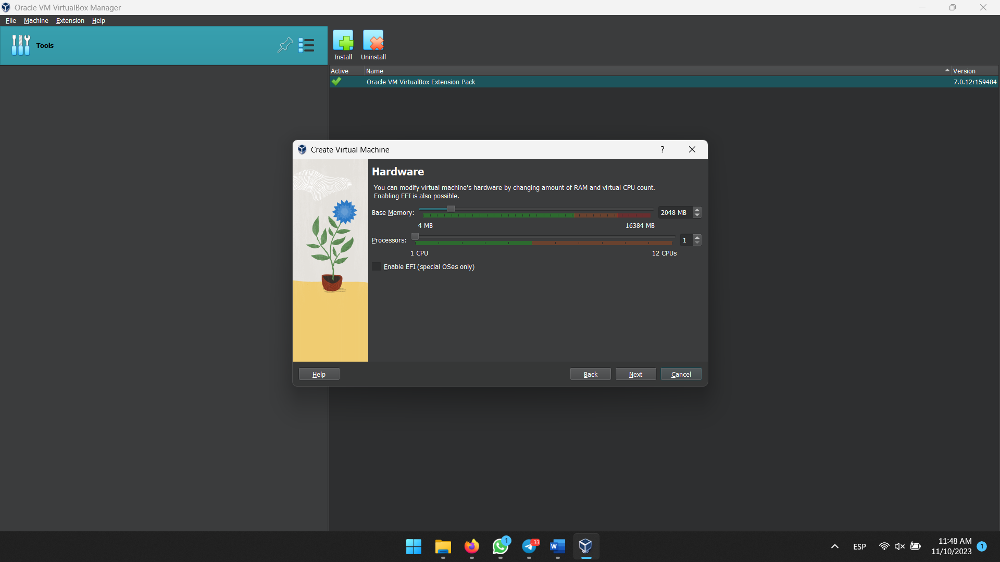 Oracle VM VirtualBox Manager
File Machine Extension Help
Tools
Install Uninstall
Active Name Version
Oracle VM VirtualBox Extension Pack 7.0.12r159484
Create Virtual Machine ?
Hardware
You can modify virtual machine's hardware by changing amount of RAM and virtual CPU count.
Enabling EFI is also possible.
Base Memory: 2048 MB
4 MB 16384 MB
Processors: 1
1 CPU 12 CPUs
Enable EFI (special OSes only)
Help Back Next Cancel
1 .33 W
ESP
11:48 AM
11/10/2023
1